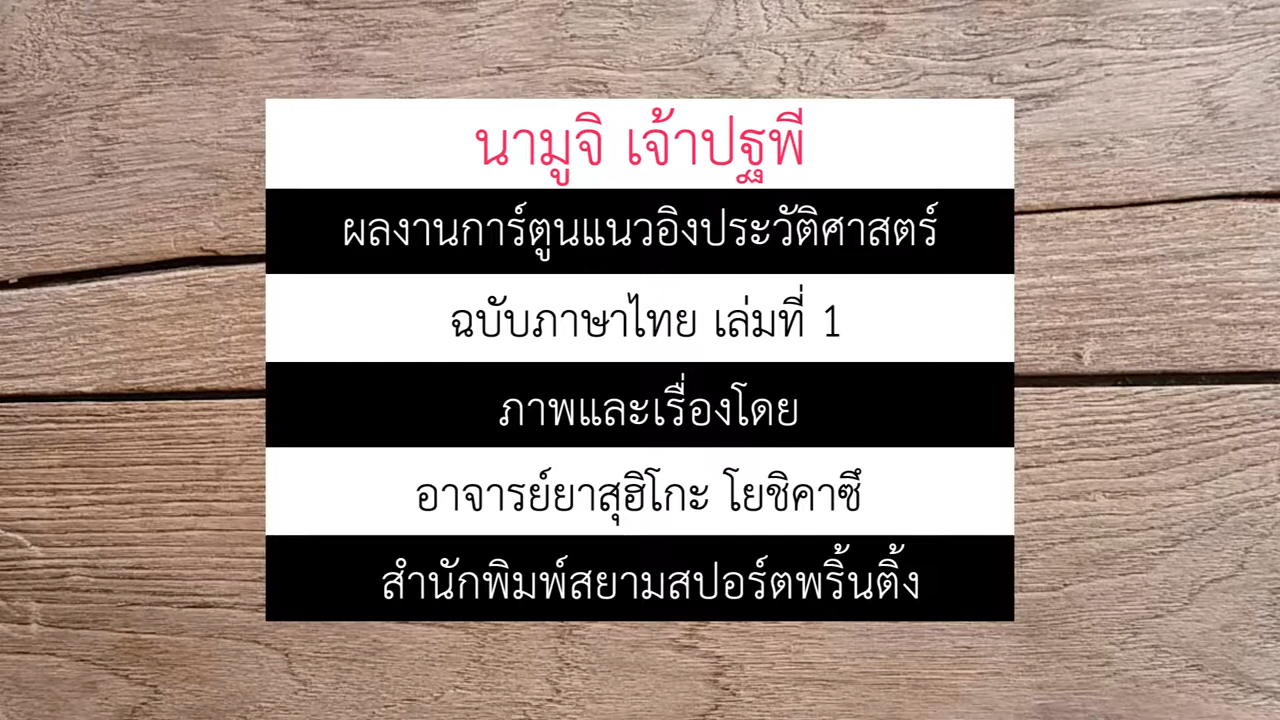 นามูจิ เจ้าปฐพี
ผลงานการ์ตูนแนวอิงประวัติศาสตร์
ฉบับภาษาไทย เล่มที่ 1
ภาพและเรื่องโดย
อาจารย์ยาสุฮิโกะ โยชิคาซึ
สำนักพิมพ์สยามสปอร์ตพริ้นติ้ง